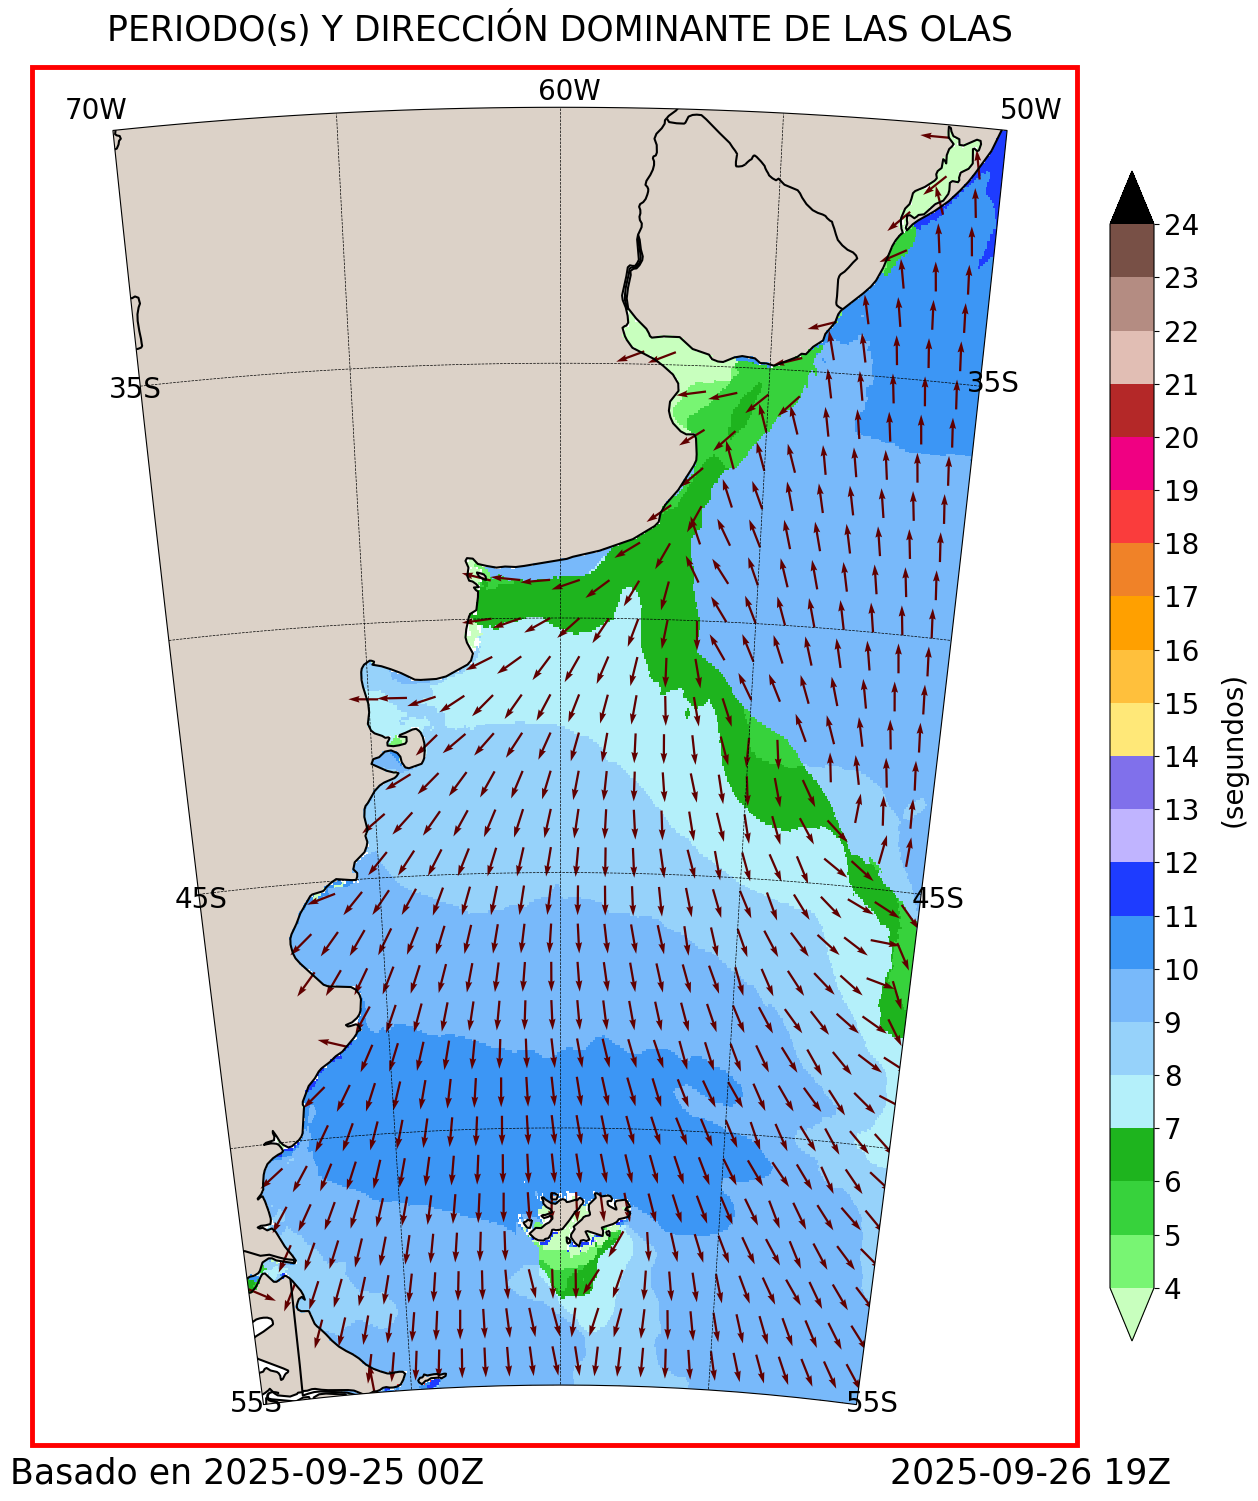 PERIODO(s) Y DIRECCIÓN DOMINANTE DE LAS OLAS
70W
60W
50W
35S
35S
45S
45S
55S
55S
24
23
22
21
20
19
18
17
16
15
14
13
12
11
10
9
8
7
6
5
4
(segundos)
Basado en 2025-09-25 00Z
2025-09-26 19Z